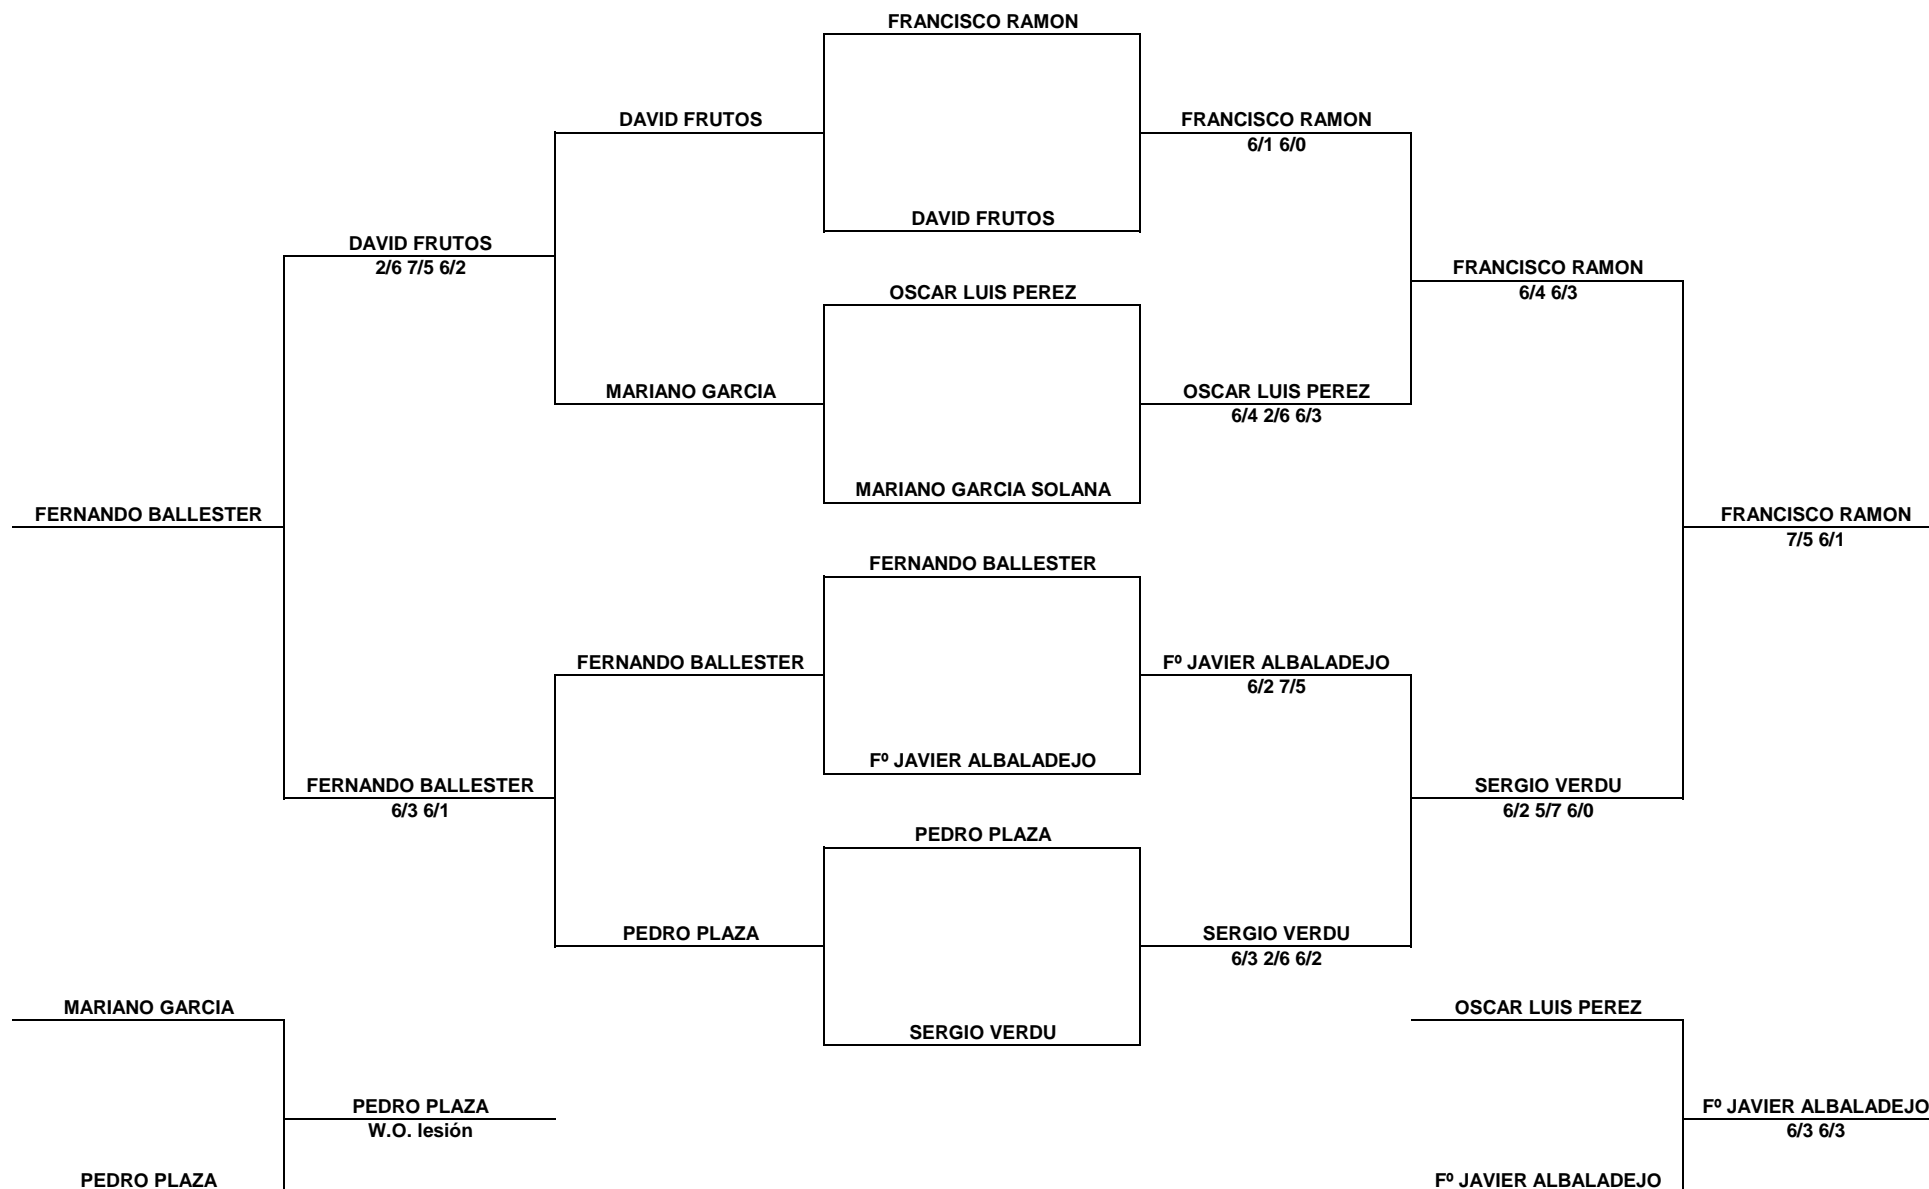 FRANCISCO RAMON
DAVID FRUTOS
FRANCISCO RAMON
6/1 6/0
DAVID FRUTOS
DAVID FRUTOS
2/6 7/5 6/2
FRANCISCO RAMON
6/4 6/3
OSCAR LUIS PEREZ
MARIANO GARCIA
OSCAR LUIS PEREZ
6/4 2/6 6/3
MARIANO GARCIA SOLANA
FERNANDO BALLESTER
FRANCISCO RAMON
7/5 6/1
FERNANDO BALLESTER
FERNANDO BALLESTER
Fº JAVIER ALBALADEJO
6/2 7/5
Fº JAVIER ALBALADEJO
FERNANDO BALLESTER
6/3 6/1
SERGIO VERDU
6/2 5/7 6/0
PEDRO PLAZA
PEDRO PLAZA
SERGIO VERDU
6/3 2/6 6/2
MARIANO GARCIA
OSCAR LUIS PEREZ
SERGIO VERDU
PEDRO PLAZA
W.O. lesión
Fº JAVIER ALBALADEJO
6/3 6/3
PEDRO PLAZA
Fº JAVIER ALBALADEJO